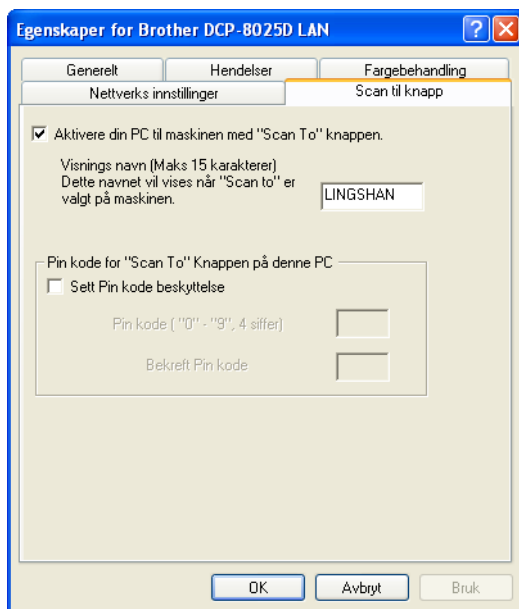 Egenskaper for Brother DCP-8025D LAN
Generelt
Hendelser
Fargebehandling
Nettverks innstillinger
Scan til knapp
Aktivere din PC til maskinen med "Scan To" knappen.
Visnings navn (Maks 15 karakterer)
Dette navnet vil vises når "Scan to" er
valgt på maskinen.
LINGSHAN
Pin kode for "Scan To" Knappen på denne PC
Sett Pin kode beskyttelse
Pin kode ( "0" - "9", 4 siffer)
Bekreft Pin kode
OK
Avbryt
Bruk